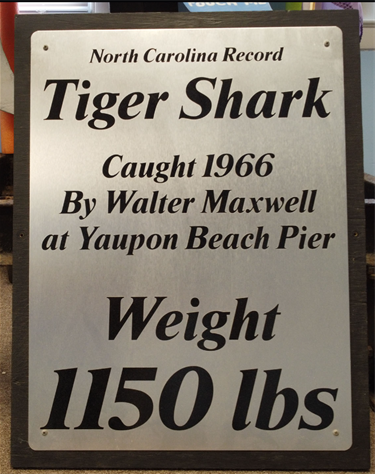 North Carolina Record
Tiger Shark
Caught 1966
By Walter Maxwell
at Yaupon Beach Pier
Weight
1150 lbs